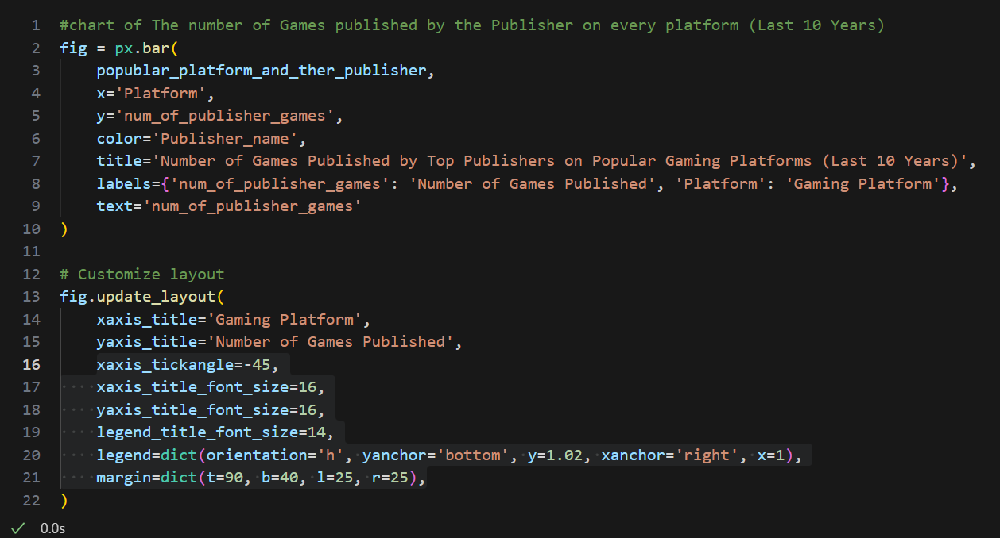 1 #chart of The number of Games published by the Publisher on every platform (Last 10 Years)
2 fig = px.bar(
3     popublar_platform_and_ther_publisher,
4     x='Platform',
5     y='num_of_publisher_games',
6     color='Publisher_name',
7     title='Number of Games Published by Top Publishers on Popular Gaming Platforms (Last 10 Years)',
8     labels={'num_of_publisher_games': 'Number of Games Published', 'Platform': 'Gaming Platform'},
9     text='num_of_publisher_games'
10 )
11
12 # Customize layout
13 fig.update_layout(
14     xaxis_title='Gaming Platform',
15     yaxis_title='Number of Games Published',
16     xaxis_tickangle=-45,
17     xaxis_title_font_size=16,
18     yaxis_title_font_size=16,
19     legend_title_font_size=14,
20     legend=dict(orientation='h', yanchor='bottom', y=1.02, xanchor='right', x=1),
21     margin=dict(t=90, b=40, l=25, r=25),
22 )
0.0s